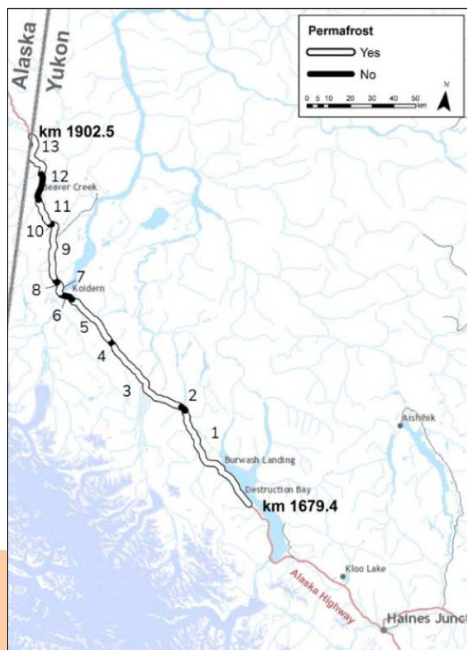 Alaska
Yukon
Permafrost
Yes
No
0 5 10 20 30 40 50
km
N
km 1902.5
13
12
Beaver Creek
11
10
9
7
8
Koidern
6
5
4
3
2
1
Aishihik
Burwash Landing
Destruction Bay
km 1679.4
Kloo Lake
Alaska Highway
Haines Junct